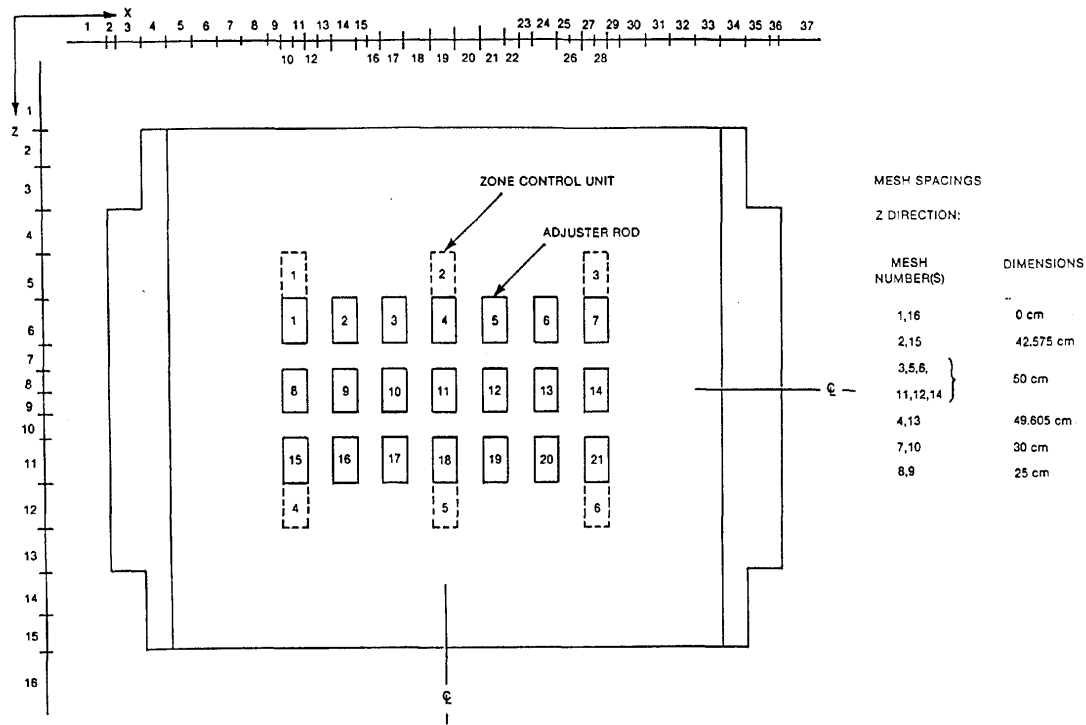 X
1 2 3 4 5 6 7 8 9 11 13 14 15 23 24 25 27 29 30 31 32 33 34 35 36 37
10 12 16 17 18 19 20 21 22 26 28
Z
1
2
3
4
5
6
7
8
9
10
11
12
13
14
15
16
ZONE CONTROL UNIT
ADJUSTER ROD
1 2 3
1 2 3 4 5 6 7
8 9 10 11 12 13 14
15 16 17 18 19 20 21
4 5 6
℄
℄
MESH SPACINGS
Z DIRECTION:
MESH NUMBER(S) DIMENSIONS
1,16 0 cm
2,15 42.575 cm
3,5,6,
11,12,14 50 cm
4,13 49.605 cm
7,10 30 cm
8,9 25 cm